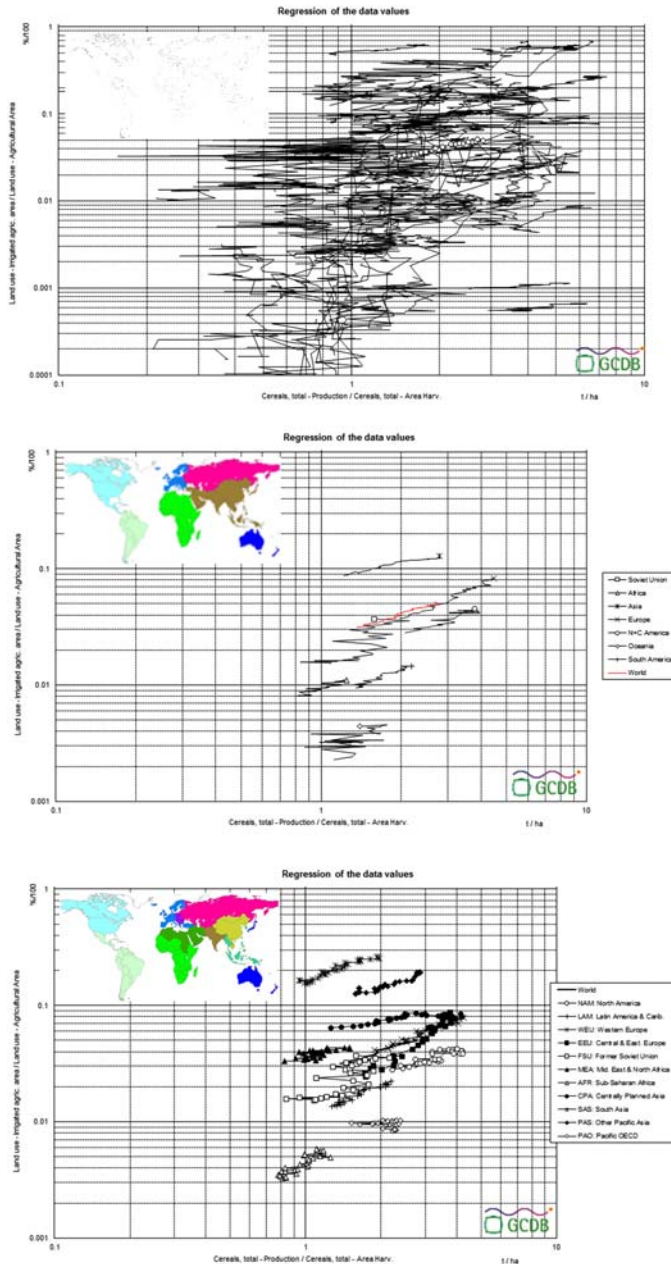 Regression of the data values
%/100
1
0.1
0.01
0.001
0.0001
Land use - Irrigated agric. area / Land use - Agricultural Area
0.1
1
10
Cereals, total - Production / Cereals, total - Area Harv.
t / ha
GCDB
Regression of the data values
%/100
1
0.1
0.01
0.001
Land use - Irrigated agric. area / Land use - Agricultural Area
0.1
1
10
Cereals, total - Production / Cereals, total - Area Harv.
t / ha
GCDB
Soviet Union
Africa
Asia
Europe
N+C America
Oceania
South America
World
Regression of the data values
%/100
1
0.1
0.01
0.001
Land use - Irrigated agric. area / Land use - Agricultural Area
0.1
1
10
Cereals, total - Production / Cereals, total - Area Harv.
t / ha
GCDB
World
NAM: North America
LAM: Latin America & Carib.
WEU: Western Europe
EEU: Central & East. Europe
FSU: Former Soviet Union
MEA: Mid. East & North Africa
AFR: Sub-Saharan Africa
CPA: Centrally Planned Asia
SAS: South Asia
PAS: Other Pacific Asia
PAO: Pacific OECD